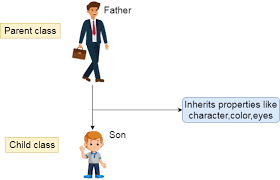 Father
Parent class
Inherits properties like
character,color,eyes
Son
Child class